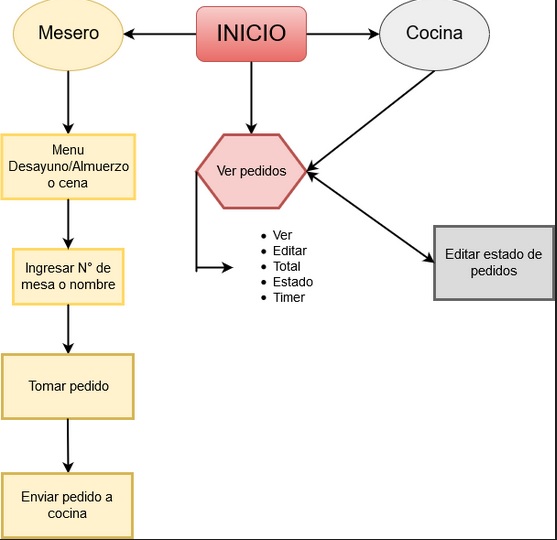 Mesero
INICIO
Cocina
Menu
Desayuno/Almuerzo
o cena
Ver pedidos
Ver
Editar
Total
Estado
Timer
Editar estado de
pedidos
Ingresar N° de
mesa o nombre
Tomar pedido
Enviar pedido a
cocina